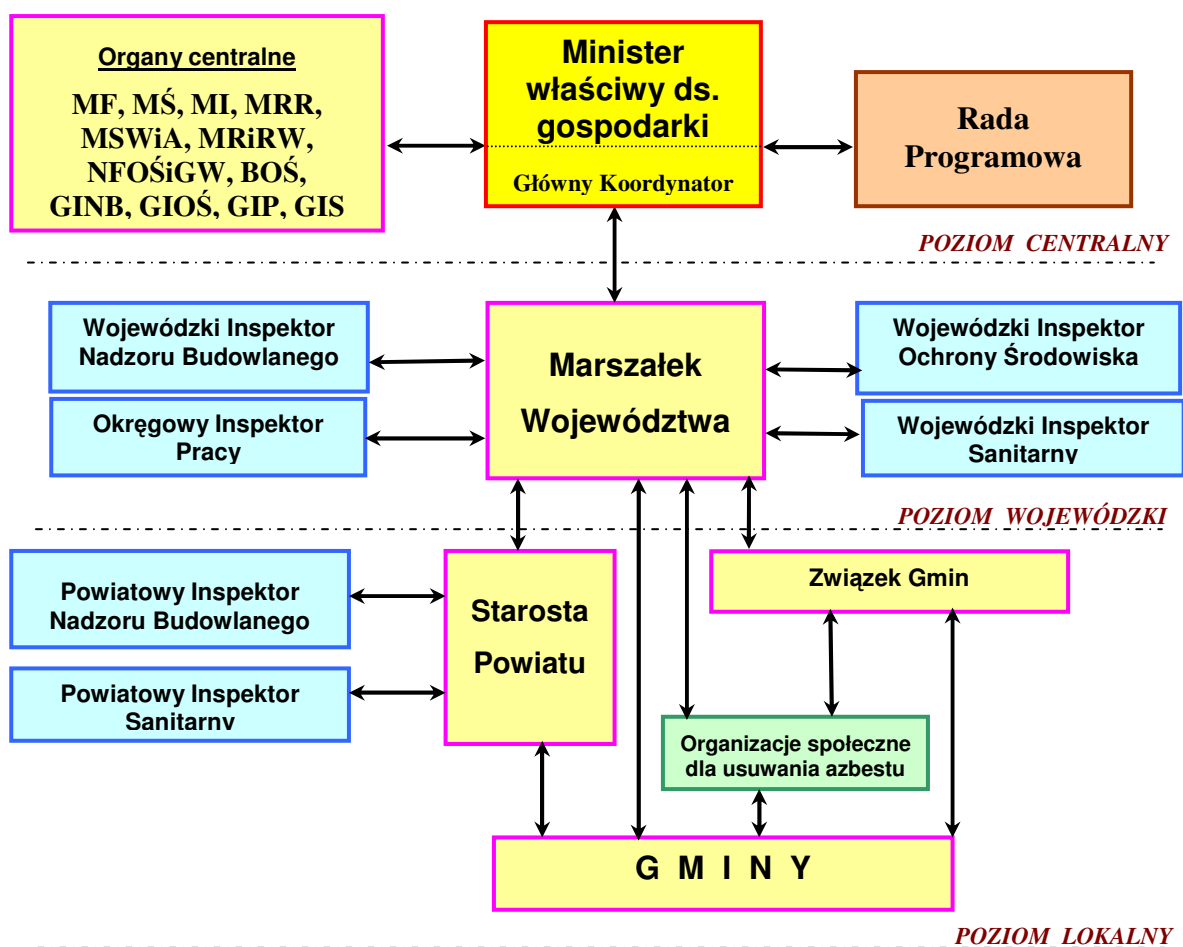 Organy centralne
MF, MŚ, MI, MRR,
MSWiA, MRiRW,
NFOŚiGW, BOŚ,
GINB, GIOŚ, GIP, GIS
Minister
właściwy ds.
gospodarki
Główny Koordynator
Rada
Programowa
POZIOM CENTRALNY
Wojewódzki Inspektor
Nadzoru Budowlanego
Okręgowy Inspektor
Pracy
Marszałek
Województwa
Wojewódzki Inspektor
Ochrony Środowiska
Wojewódzki Inspektor
Sanitarny
POZIOM WOJEWÓDZKI
Powiatowy Inspektor
Nadzoru Budowlanego
Powiatowy Inspektor
Sanitarny
Starosta
Powiatu
Związek Gmin
Organizacje społeczne
dla usuwania azbestu
G M I N Y
POZIOM LOKALNY